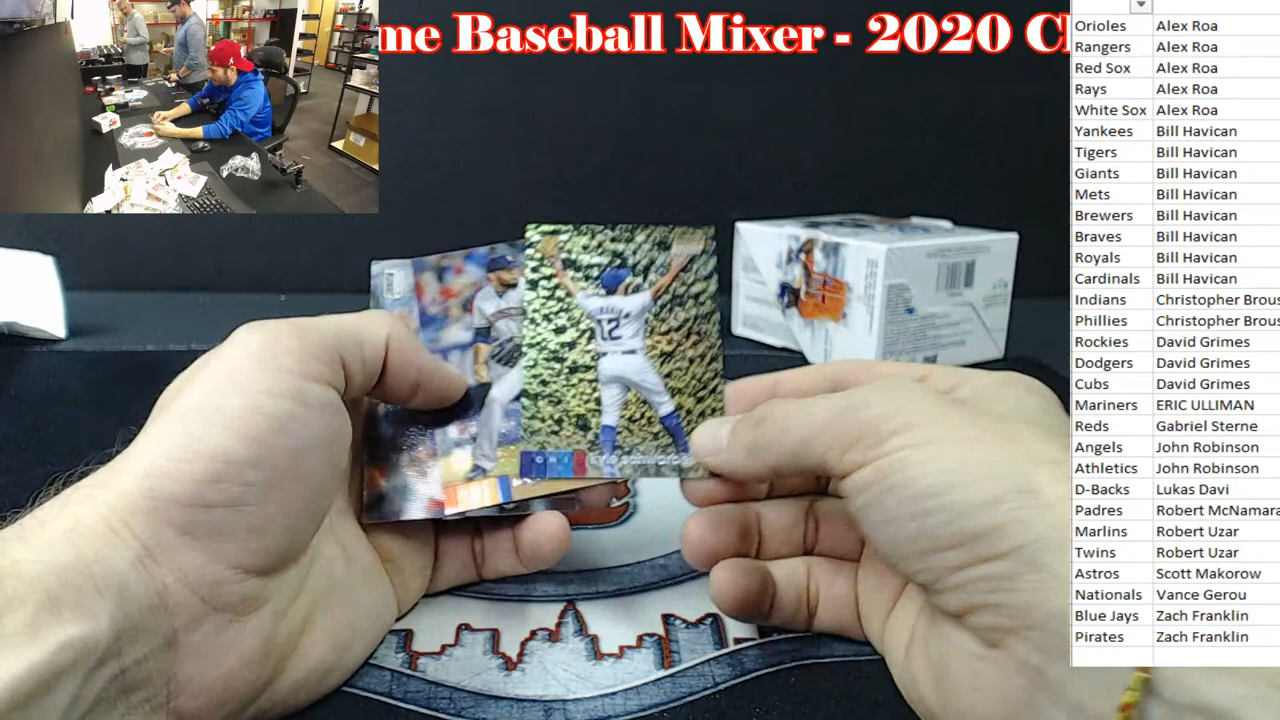 me Baseball Mixer - 2020 C
Orioles Alex Roa
Rangers Alex Roa
Red Sox Alex Roa
Rays Alex Roa
White Sox Alex Roa
Yankees Bill Havican
Tigers Bill Havican
Giants Bill Havican
Mets Bill Havican
Brewers Bill Havican
Braves Bill Havican
Royals Bill Havican
Cardinals Bill Havican
Indians Christopher Brous
Phillies Christopher Brous
Rockies David Grimes
Dodgers David Grimes
Cubs David Grimes
Mariners ERIC ULLIMAN
Reds Gabriel Sterne
Angels John Robinson
Athletics John Robinson
D-Backs Lukas Davi
Padres Robert McNamara
Marlins Robert Uzar
Twins Robert Uzar
Astros Scott Makorow
Nationals Vance Gerou
Blue Jays Zach Franklin
Pirates Zach Franklin
12